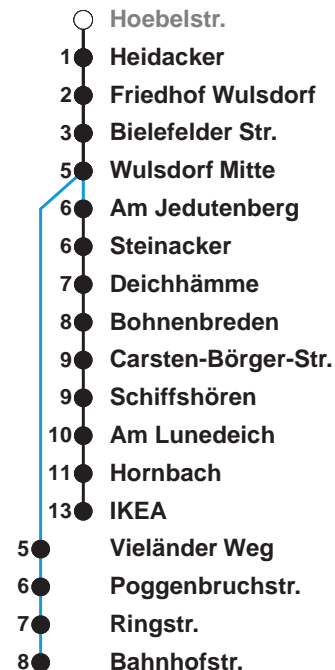 Hoebelstr.
1 Heidacker
2 Friedhof Wulsdorf
3 Bielefelder Str.
5 Wulsdorf Mitte
6 Am Jedutenberg
6 Steinacker
7 Deichhämme
8 Bohnenbreden
9 Carsten-Börger-Str.
9 Schiffshören
10 Am Lunedeich
11 Hornbach
13 IKEA
5 Vieländer Weg
6 Poggenbruchstr.
7 Ringstr.
8 Bahnhofstr.